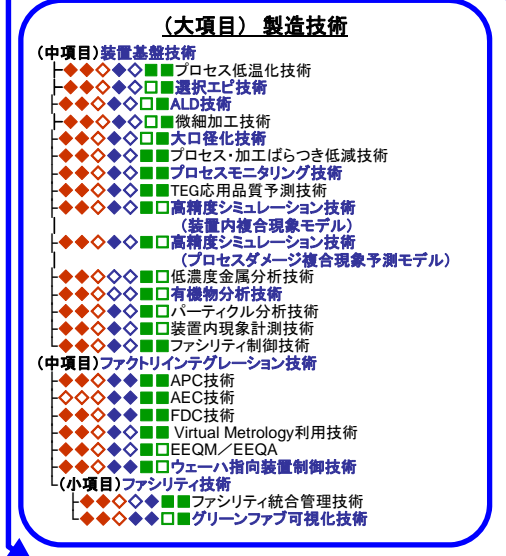 (大項目) 製造技術
(中項目)装置基盤技術
├◆◆◇◆◇■■プロセス低温化技術
├◆◆◇◆◇□■選択エピ技術
├◆◆◇◆◇□■ALD技術
├◆◆◇◆◇□■微細加工技術
├◆◆◇◆◇□■大口径化技術
├◆◆◇◆◇■■プロセス・加工ばらつき低減技術
├◆◆◇◆◇■■プロセスモニタリング技術
├◆◆◇◆◇■■TEG応用品質予測技術
├◆◆◇◆◇■□高精度シミュレーション技術
│ (装置内複合現象モデル)
├◆◆◇◆◇■□高精度シミュレーション技術
│ (プロセスダメージ複合現象予測モデル)
├◆◆◇◇◇■□低濃度金属分析技術
├◆◆◇◇◇■□有機物分析技術
├◆◆◇◆◇■□パーティクル分析技術
├◆◆◇◆◇■□装置内現象計測技術
└◆◆◇◆◇■■ファシリティ制御技術
(中項目)ファクトリインテグレーション技術
├◆◆◇◆◆■■APC技術
├◇◇◇◆◆■■AEC技術
├◆◆◇◆◆■■FDC技術
├◆◆◇◆◇■■ Virtual Metrology利用技術
├◆◆◇◆◇■□EEQM/EEQA
├◆◆◇◆◆■□ウェーハ指向装置制御技術
└(小項目)ファシリティ技術
├◆◆◇◇◆■■ファシリティ統合管理技術
└◆◆◇◆◆□■グリーンファブ可視化技術